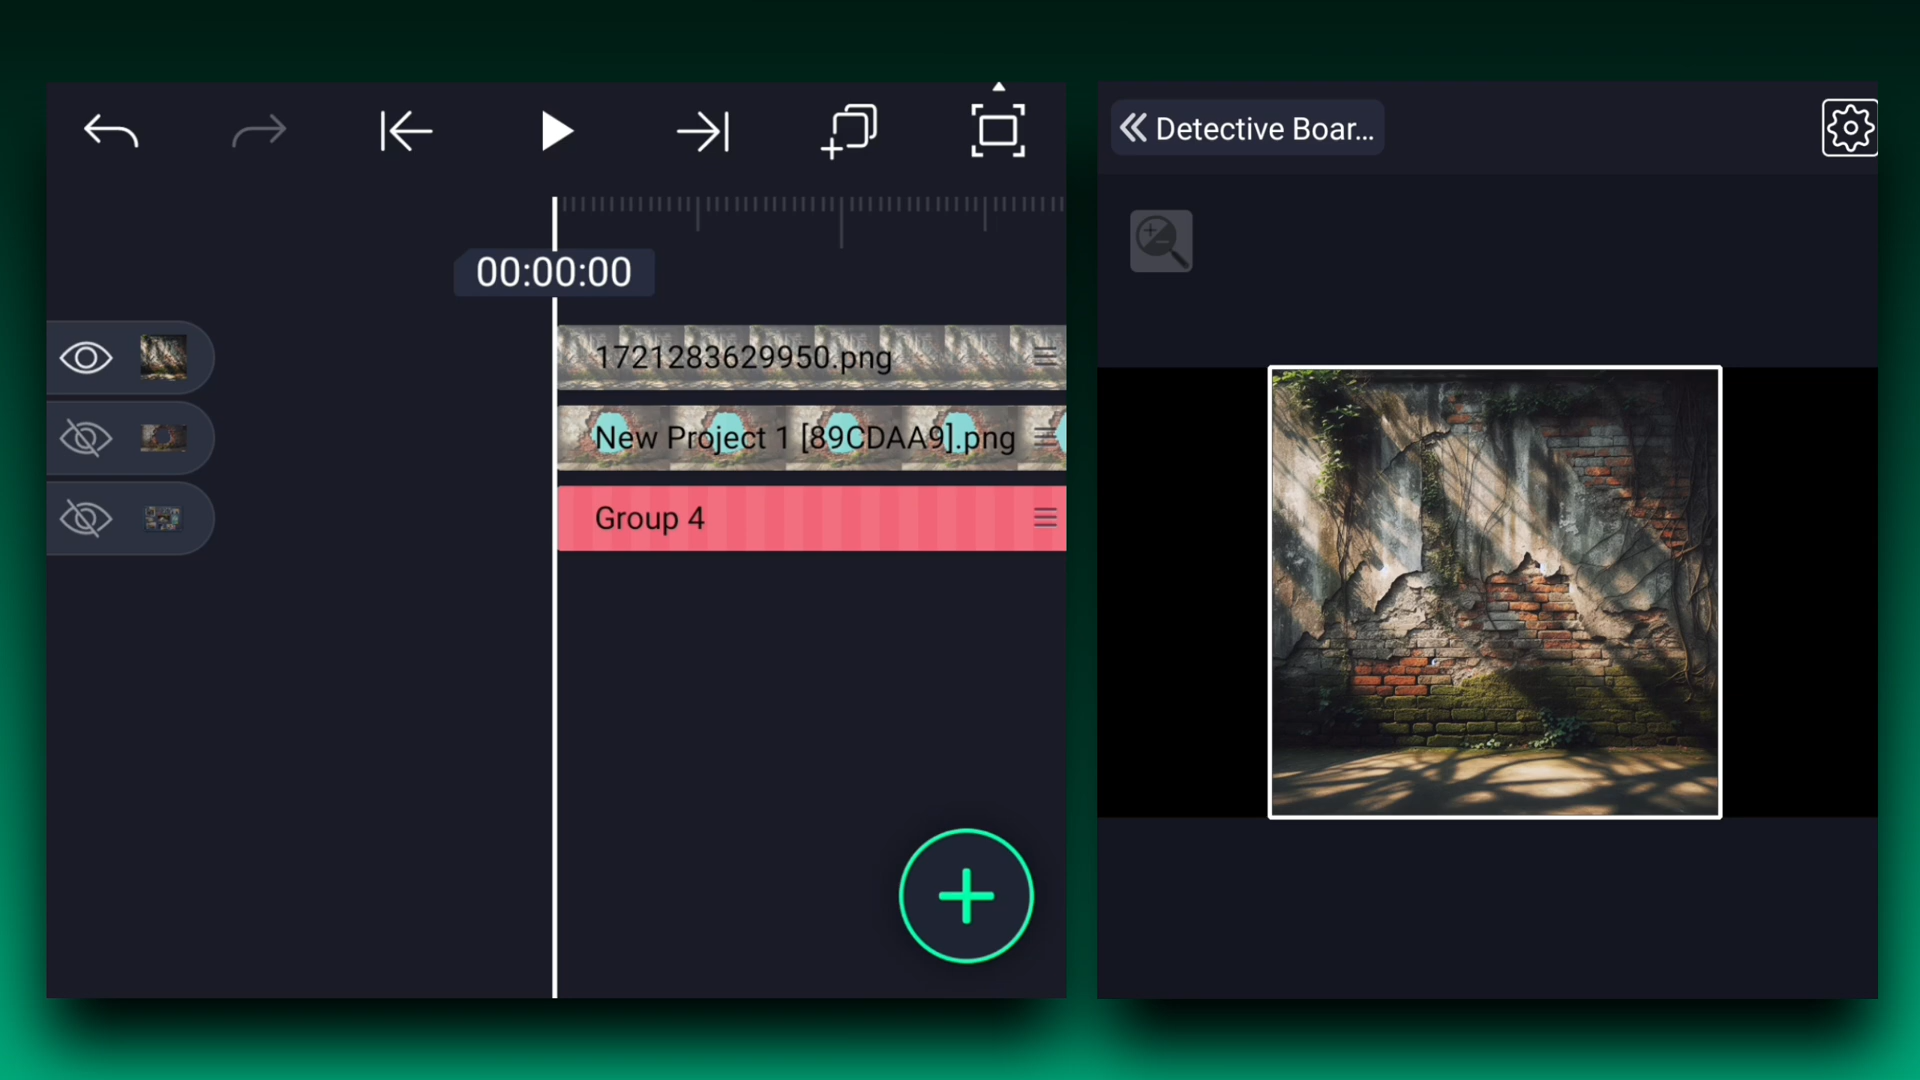 00:00:00
1721283629950.png
New Project 1 [89CDAA9].png
Group 4
Detective Boar...